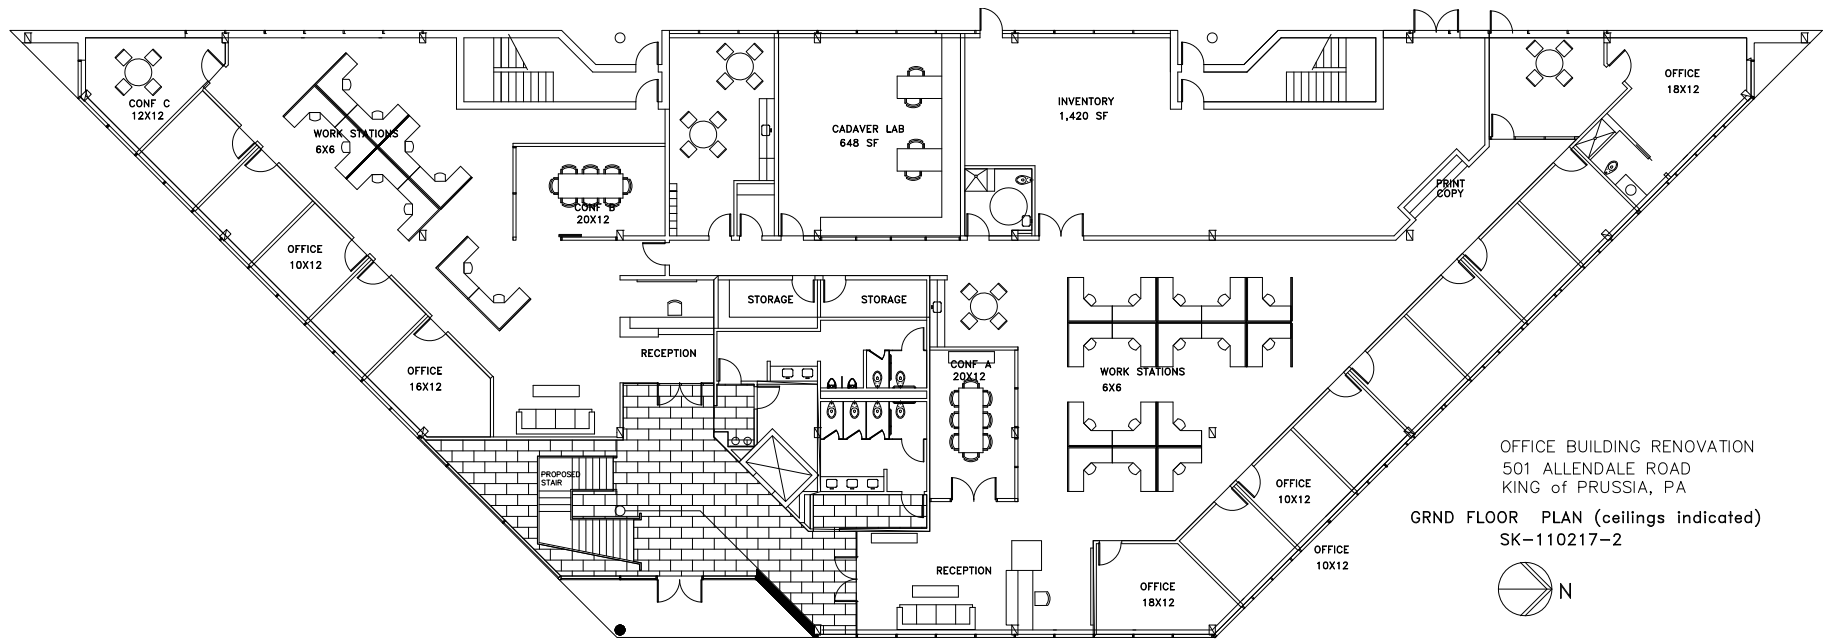 CONF C
12X12
WORK STATIONS
6X6
CONF B
20X12
CADAVER LAB
648 SF
INVENTORY
1,420 SF
PRINT
COPY
OFFICE
18X12
OFFICE
10X12
OFFICE
16X12
STORAGE
STORAGE
RECEPTION
CONF A
20X12
WORK STATIONS
6X6
PROPOSED
STAIR
RECEPTION
OFFICE
18X12
OFFICE
10X12
OFFICE
10X12
OFFICE BUILDING RENOVATION
501 ALLENDALE ROAD
KING of PRUSSIA, PA
GRND FLOOR PLAN (ceilings indicated)
SK-110217-2
N